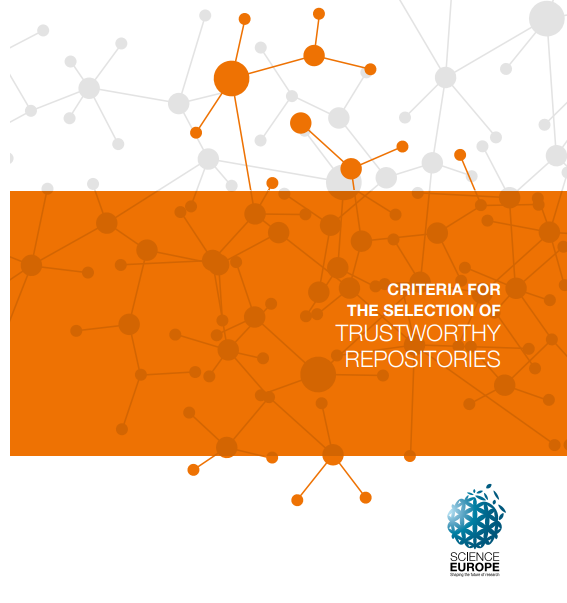 CRITERIA FOR
THE SELECTION OF
TRUSTWORTHY
REPOSITORIES
SCIENCE
EUROPE
Shaping the future of research